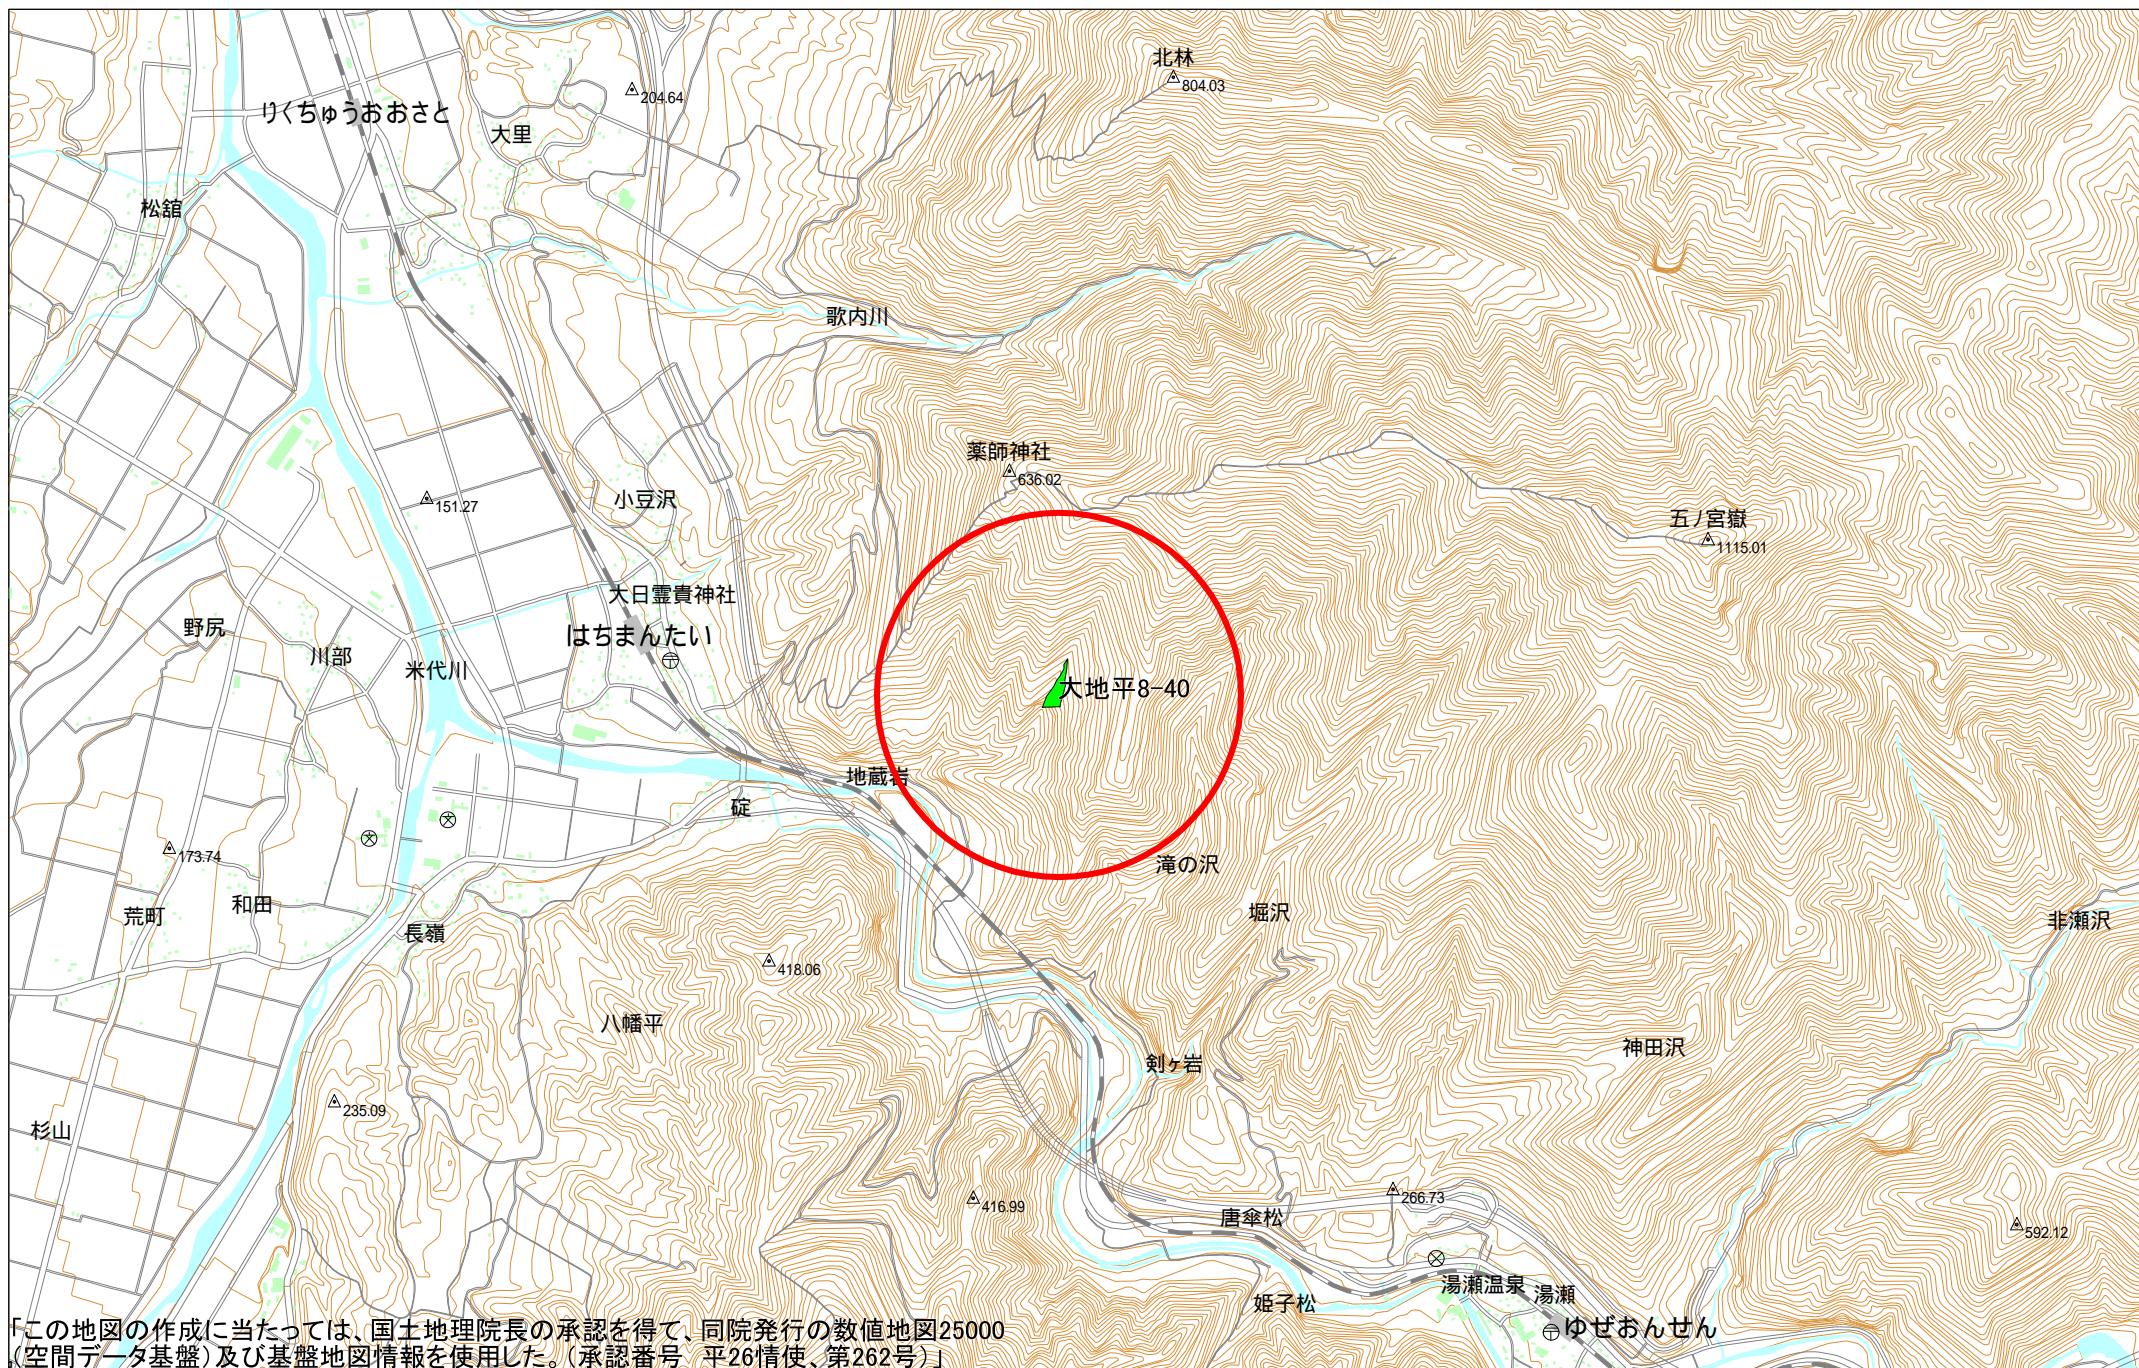 北林
804.03
204.64
りくちゅうおおさと
大里
松舘
歌内川
薬師神社
636.02
小豆沢
151.27
五ノ宮嶽
1115.01
大日霊貴神社
はちまんたい
野尻
川部
米代川
大地平8-40
地蔵岩
碇
173.74
滝の沢
荒町
和田
長嶺
堀沢
非瀬沢
418.06
八幡平
神田沢
剣ヶ岩
235.09
杉山
416.99
266.73
唐傘松
592.12
湯瀬温泉
湯瀬
姫子松
ゆぜおんせん
「この地図の作成に当たっては、国土地理院長の承認を得て、同院発行の数値地図25000
(空間データ基盤)及び基盤地図情報を使用した。(承認番号 平26情使、第262号)」